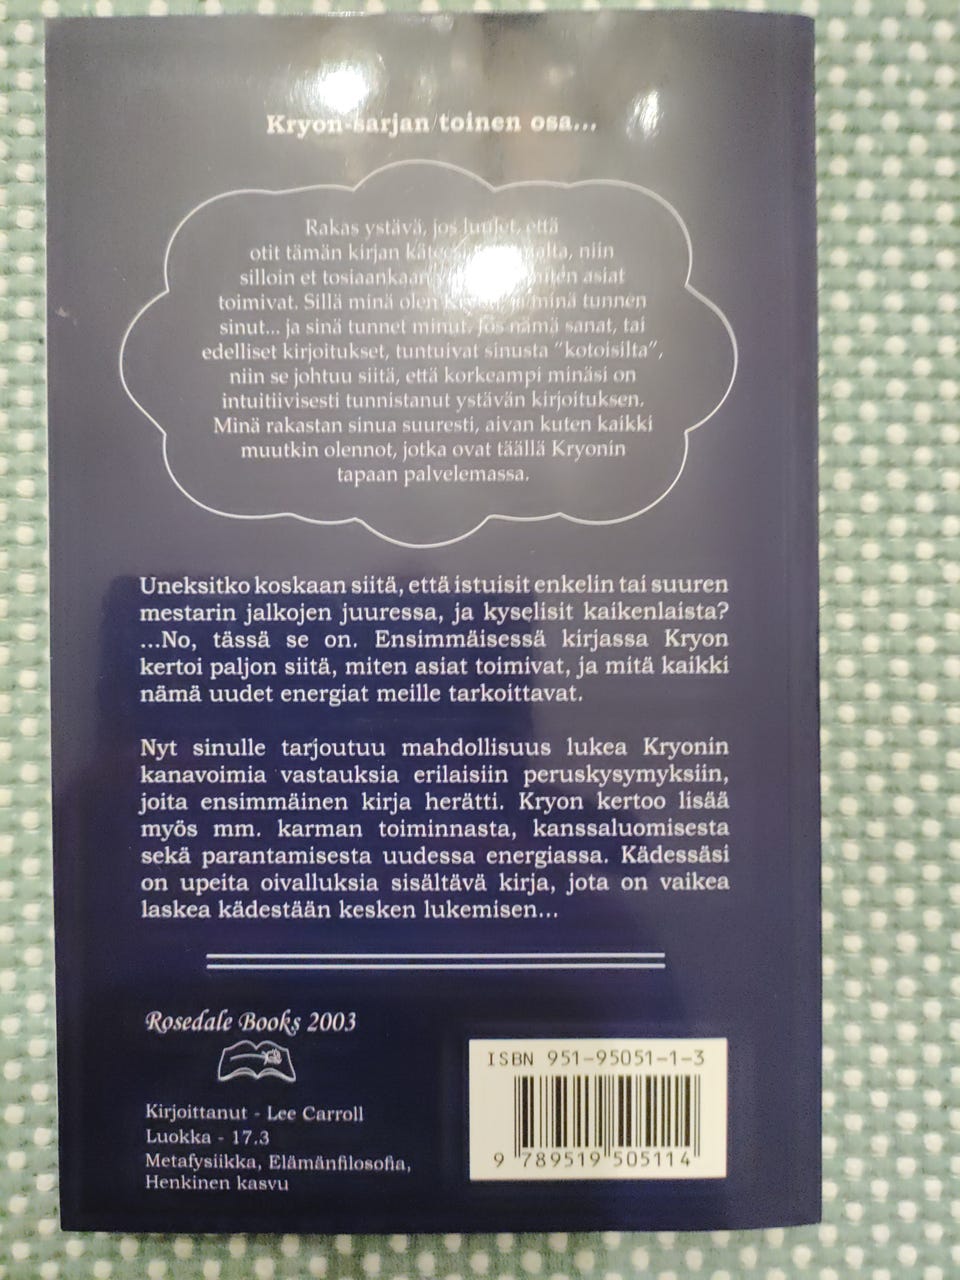 Kryon-sarjan toinen osa...
Rakas ystävä, jos luulet, että
otit tämän kirjan
niin
silloin et tosiaankaan
miten asiat
toimivat. Sillä minä olen Kryon, ja minä tunnen
sinut... ja sinä tunnet minut. Jos nämä sanat, tai
edelliset kirjoitukset, tuntuivat sinusta "kotoisilta",
niin se johtuu siitä, että korkeampi minäsi on
intuitiivisesti tunnistanut ystävän kirjoituksen.
Minä rakastan sinua suuresti, aivan kuten kaikki
muutkin olennot, jotka ovat täällä Kryonin
tapaan palvelemassa.
Uneksitko koskaan siitä, että istuisit enkelin tai suuren
mestarin jalkojen juuressa, ja kyselisit kaikenlaista?
...No, tässä se on. Ensimmäisessä kirjassa Kryon
kertoi paljon siitä, miten asiat toimivat, ja mitä kaikki
nämä uudet energiat meille tarkoittavat.
Nyt sinulle tarjoutuu mahdollisuus lukea Kryonin
kanavoimia vastauksia erilaisiin peruskysymyksiin,
joita ensimmäinen kirja herätti. Kryon kertoo lisää
myös mm. karman toiminnasta, kanssaluomisesta
sekä parantamisesta uudessa energiassa. Kädessäsi
on upeita oivalluksia sisältävä kirja, jota on vaikea
laskea kädestään kesken lukemisen...
Rosedale Books 2003
Kirjoittanut - Lee Carroll
Luokka - 17.3
Metafysiikka, Elämänfilosofia,
Henkinen kasvu
ISBN 951-95051-1-3
9 789519 505114